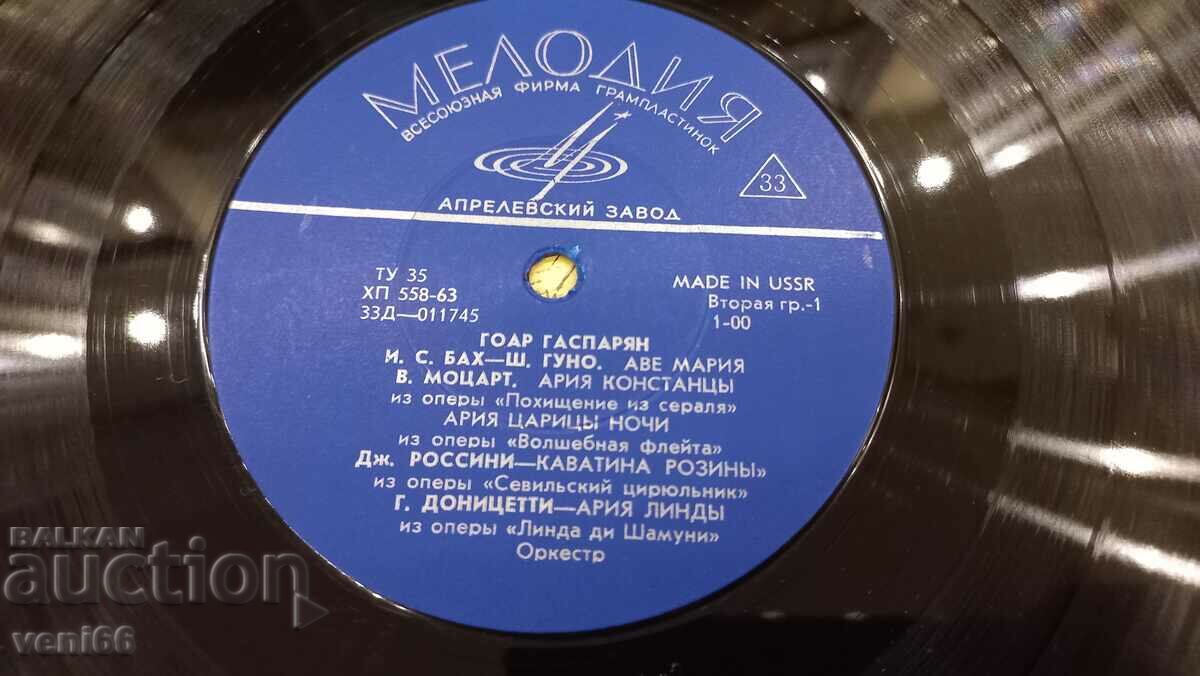 МЕЛОДИЯ
ВСЕСОЮЗНАЯ ФИРМА ГРАМПЛАСТИНОК
33
АПРЕЛЕВСКИЙ ЗАВОД
ТУ 35
ХП 558-63
33Д—011745
MADE IN USSR
Вторая гр.-1
1-00
ГОАР ГАСПАРЯН
И. С. БАХ—Ш. ГУНО. АВЕ МАРИЯ
В. МОЦАРТ. АРИЯ КОНСТАНЦЫ
из оперы «Похищение из сераля»
АРИЯ ЦАРИЦЫ НОЧИ
из оперы «Волшебная флейта»
Дж. РОССИНИ—КАВАТИНА РОЗИНЫ»
из оперы «Севильский цирюльник»
Г. ДОНИЦЕТТИ—АРИЯ ЛИНДЫ
из оперы «Линда ди Шамуни»
Оркестр
BALKAN
auction
veni66